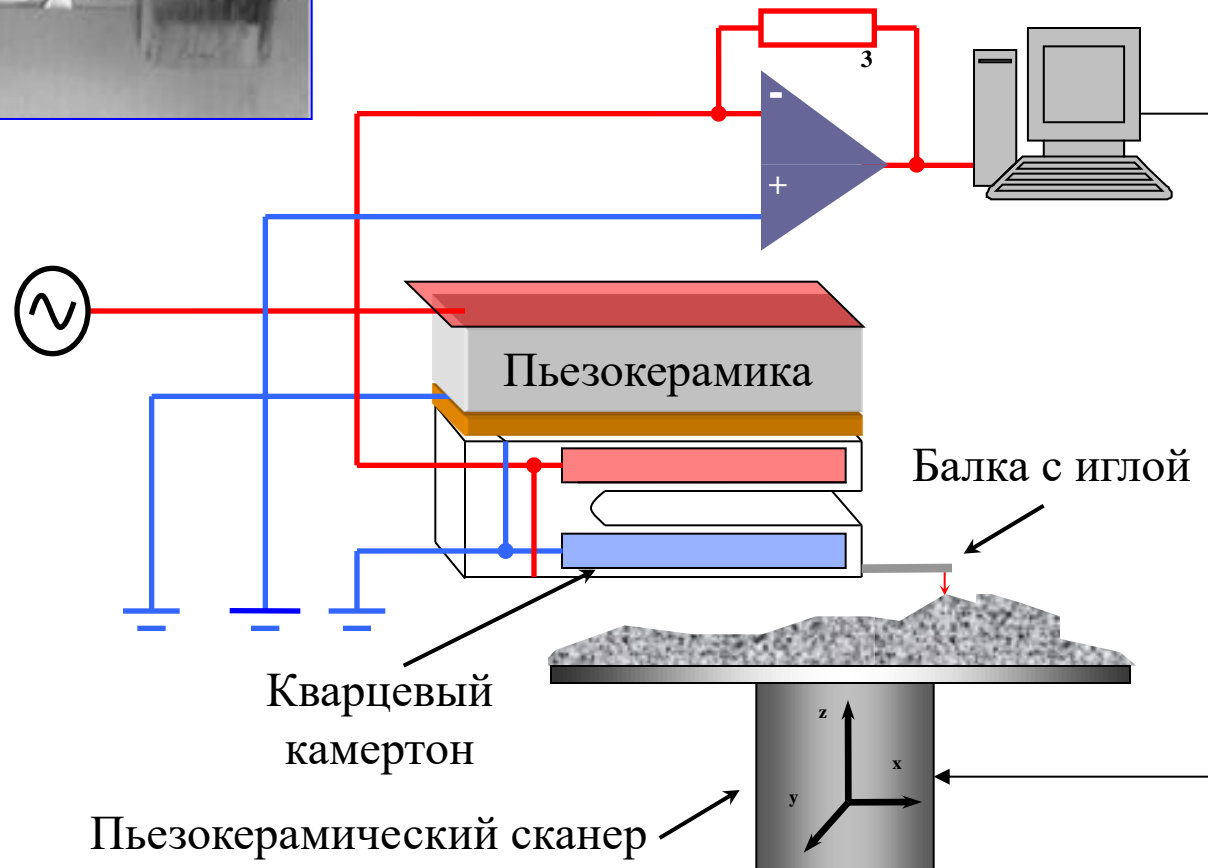 3
-
+
Пьезокерамика
Балка с иглой
Кварцевый
камертон
z
x
y
Пьезокерамический сканер